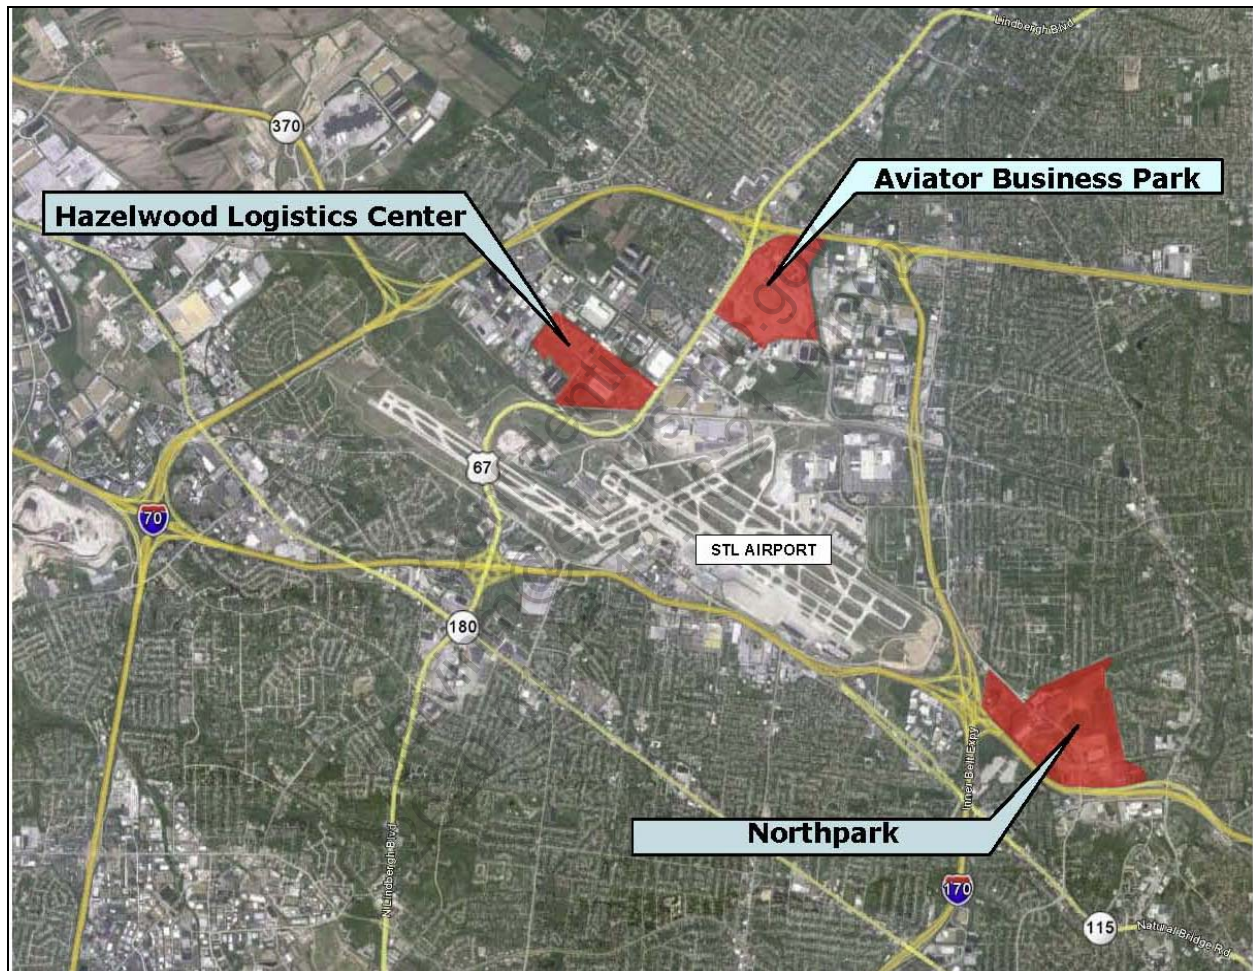 Lindbergh Blvd
370
Aviator Business Park
Hazelwood Logistics Center
67
70
STL AIRPORT
180
Inner Belt Expy
Northpark
N Lindbergh Blvd
170
115
Natural Bridge Rd